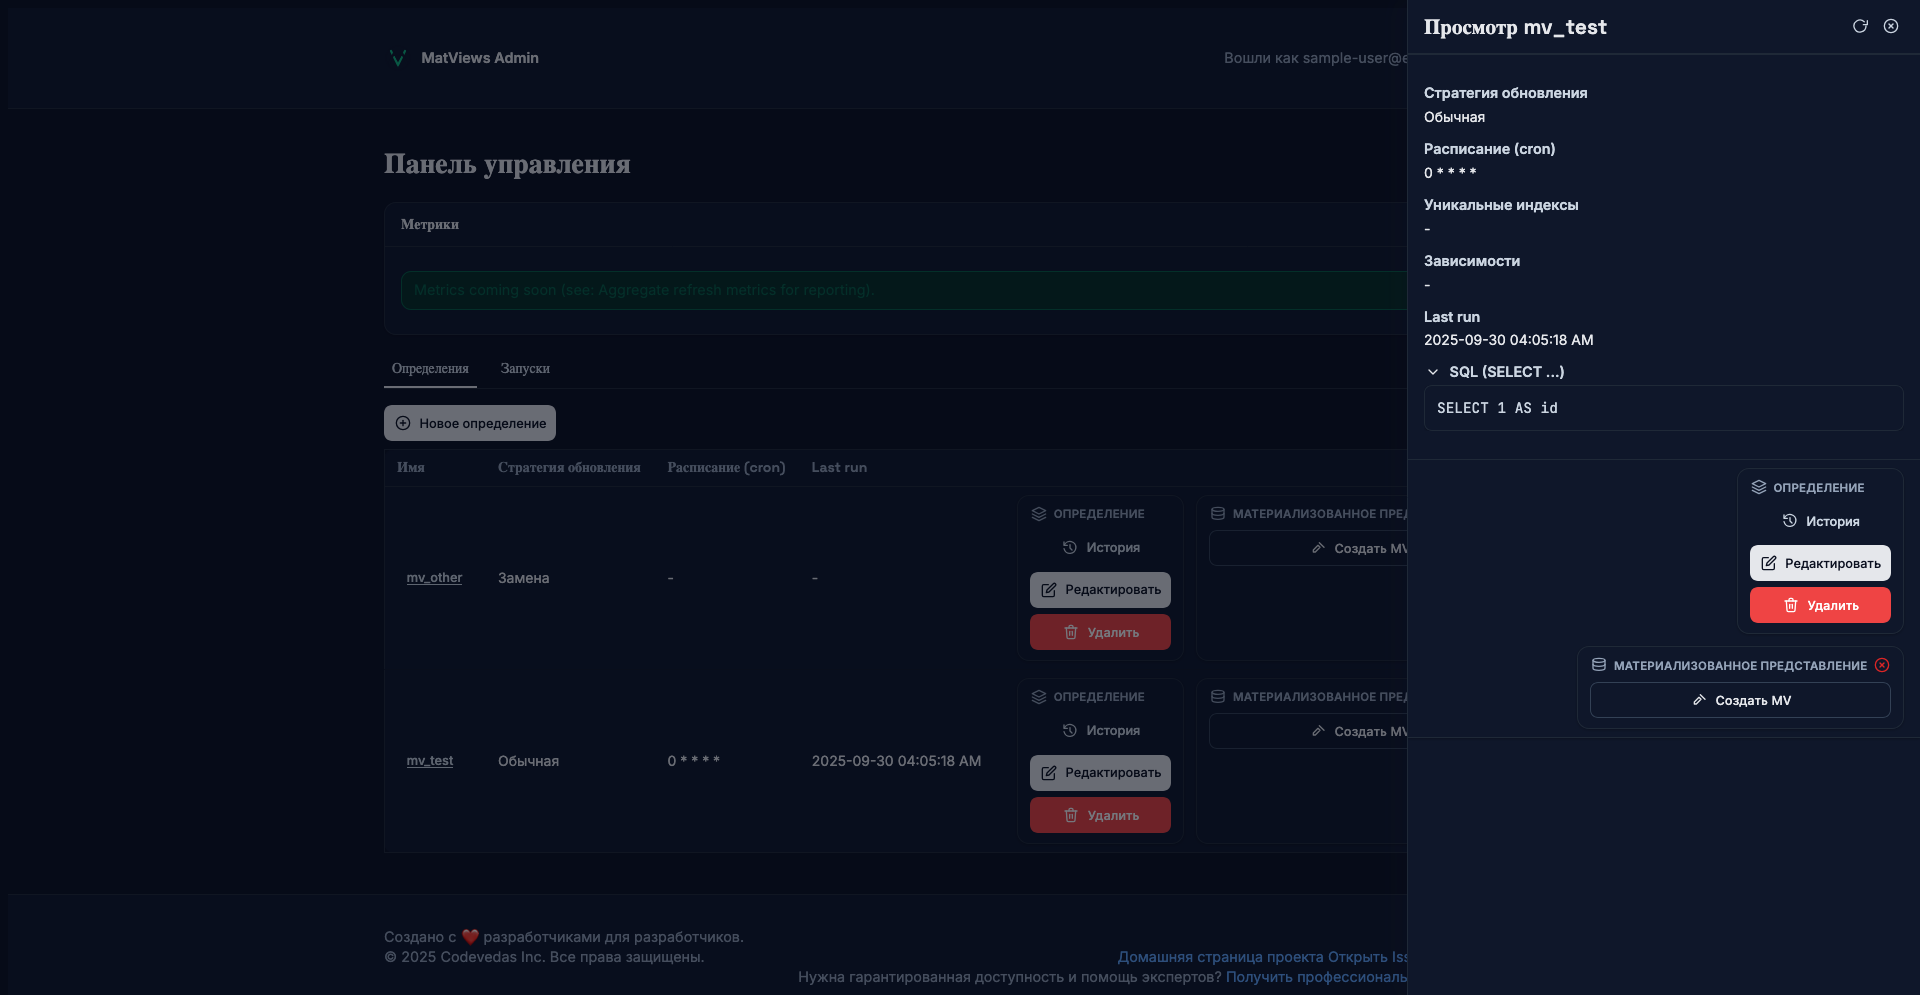 MatViews Admin
Вошли как sample-user@e
Панель управления
Метрики
Metrics coming soon (see: Aggregate refresh metrics for reporting).
Определения Запуски
Новое определение
Имя Стратегия обновления Расписание (cron) Last run
ОПРЕДЕЛЕНИЕ
МАТЕРИАЛИЗОВАННОЕ ПРЕД
История
Создать MV
mv_other Замена - -
Редактировать
Удалить
ОПРЕДЕЛЕНИЕ
МАТЕРИАЛИЗОВАННОЕ ПРЕД
История
Создать MV
mv_test Обычная 0 * * * * 2025-09-30 04:05:18 AM
Редактировать
Удалить
Создано с ❤️ разработчиками для разработчиков.
© 2025 Codevedas Inc. Все права защищены.
Домашняя страница проекта Открыть Iss
Нужна гарантированная доступность и помощь экспертов? Получить профессиональ
Просмотр mv_test
Стратегия обновления
Обычная
Расписание (cron)
0 * * * *
Уникальные индексы
-
Зависимости
-
Last run
2025-09-30 04:05:18 AM
SQL (SELECT ...)
SELECT 1 AS id
ОПРЕДЕЛЕНИЕ
История
Редактировать
Удалить
МАТЕРИАЛИЗОВАННОЕ ПРЕДСТАВЛЕНИЕ
Создать MV